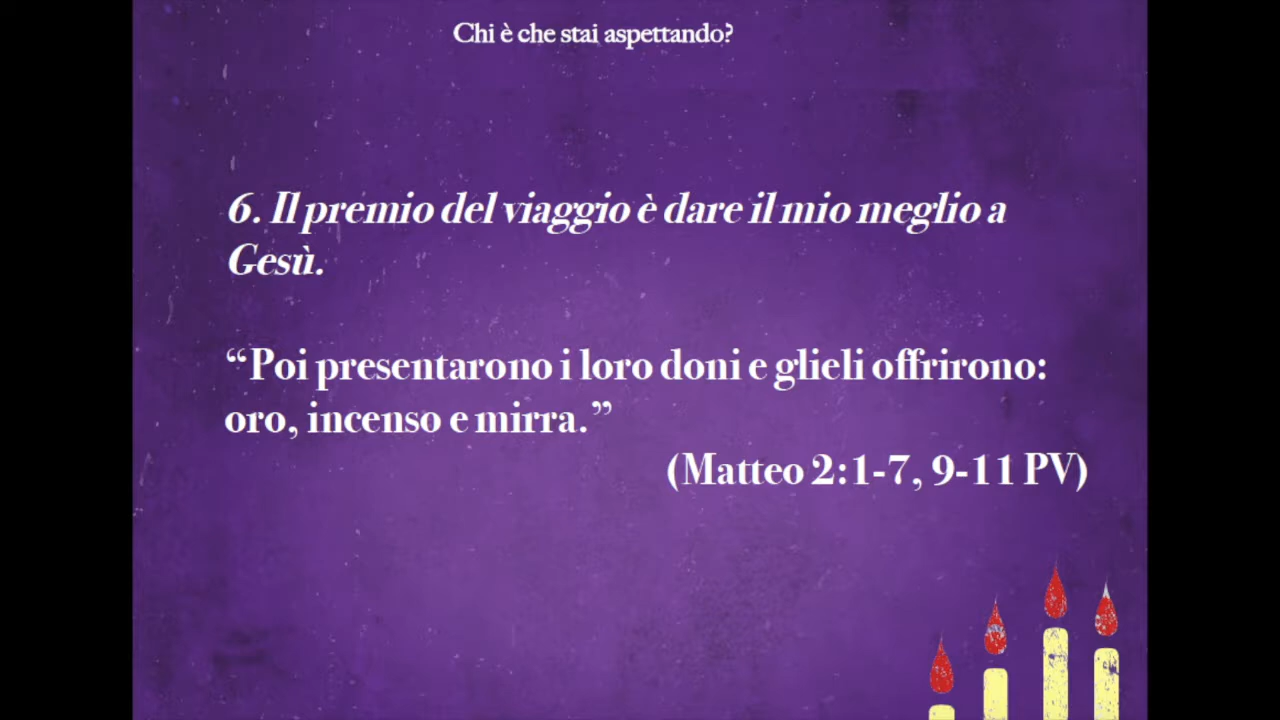 Chi è che stai aspettando?
6. Il premio del viaggio è dare il mio meglio a
Gesù.
“Poi presentarono i loro doni e glieli offrirono:
oro, incenso e mirra.”
(Matteo 2:1-7, 9-11 PV)